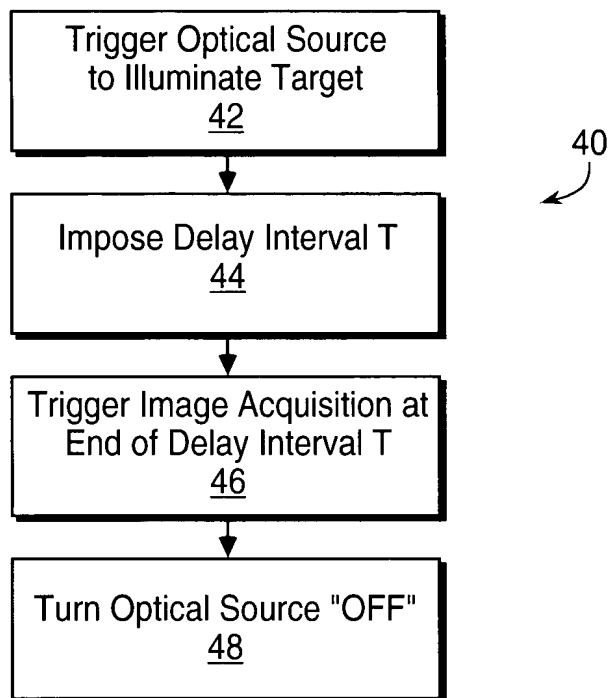 Trigger Optical Source
to Illuminate Target
42
40
Impose Delay Interval T
44
Trigger Image Acquisition at
End of Delay Interval T
46
Turn Optical Source "OFF"
48